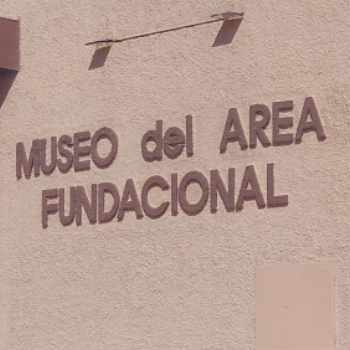 MUSEO del AREA
FUNDACIONAL